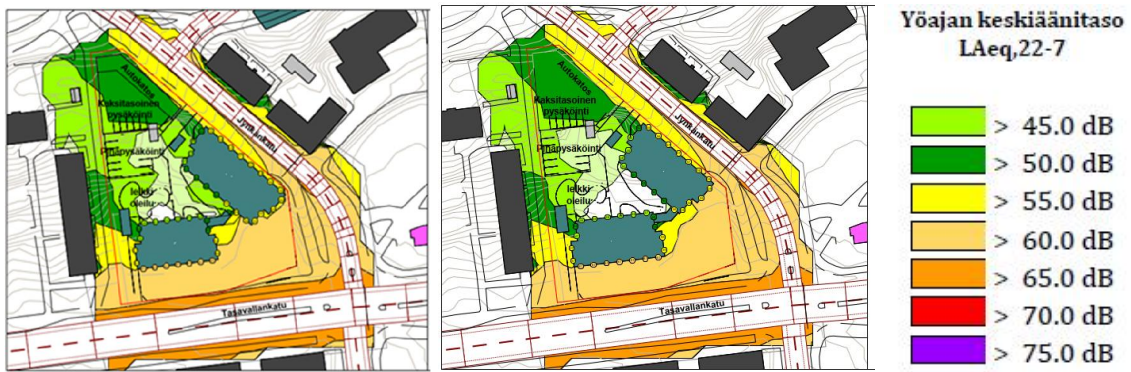 Autokatos
Kaksitasoinen
pysäköinti
Pihapysäköinti
leikki
oleilu
Jynkänkatu
Tasavallankatu
Autokatos
Kaksitasoinen
pysäköinti
Pihapysäköinti
leikki
oleilu
Jynkänkatu
Tasavallankatu
Yöajan keskiäänitaso
LAeq,22-7
> 45.0 dB
> 50.0 dB
> 55.0 dB
> 60.0 dB
> 65.0 dB
> 70.0 dB
> 75.0 dB